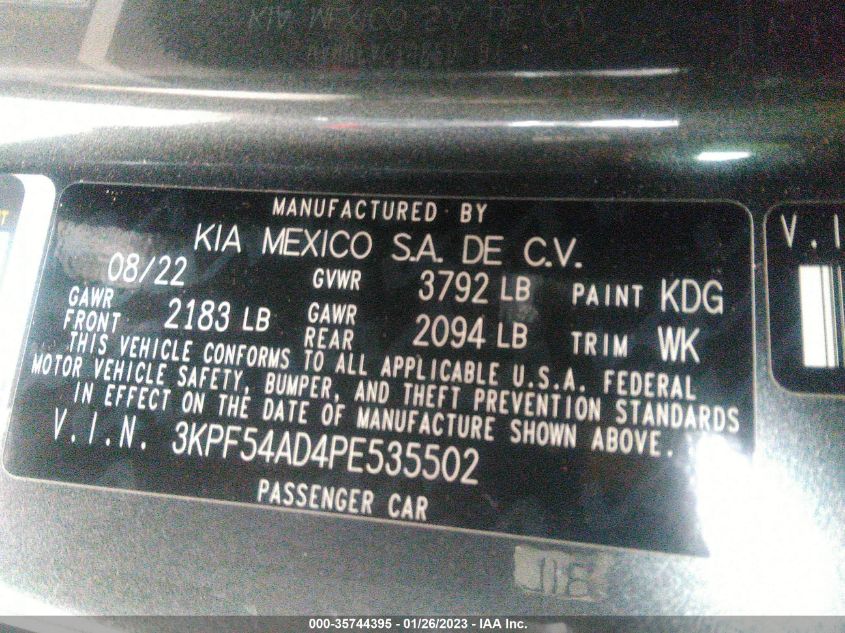 MANUFACTURED BY
KIA MEXICO S.A. DE C.V.
08/22 GVWR 3792 LB PAINT KDG
GAWR FRONT 2183 LB GAWR REAR 2094 LB TRIM WK
THIS VEHICLE CONFORMS TO ALL APPLICABLE U.S.A. FEDERAL
MOTOR VEHICLE SAFETY, BUMPER, AND THEFT PREVENTION STANDARDS
IN EFFECT ON THE DATE OF MANUFACTURE SHOWN ABOVE.
V.I.N. 3KPF54AD4PE535502
PASSENGER CAR
V.I
118
000-35744395 - 01/26/2023 - IAA Inc.